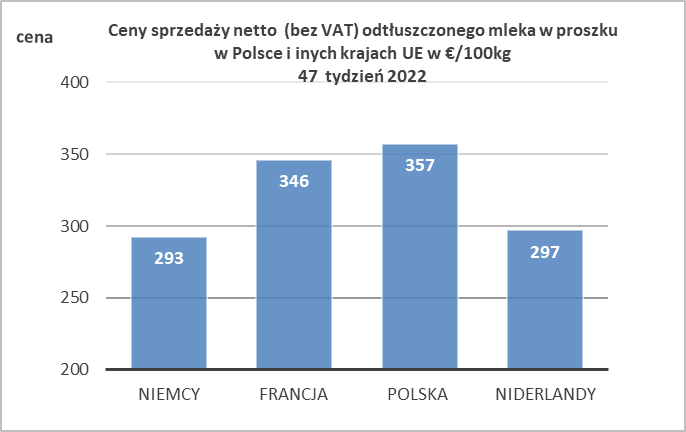 cena
Ceny sprzedaży netto (bez VAT) odtłuszczonego mleka w proszku
w Polsce i inych krajach UE w €/100kg
47 tydzień 2022
400
350
300
250
200
293
346
357
297
NIEMCY
FRANCJA
POLSKA
NIDERLANDY